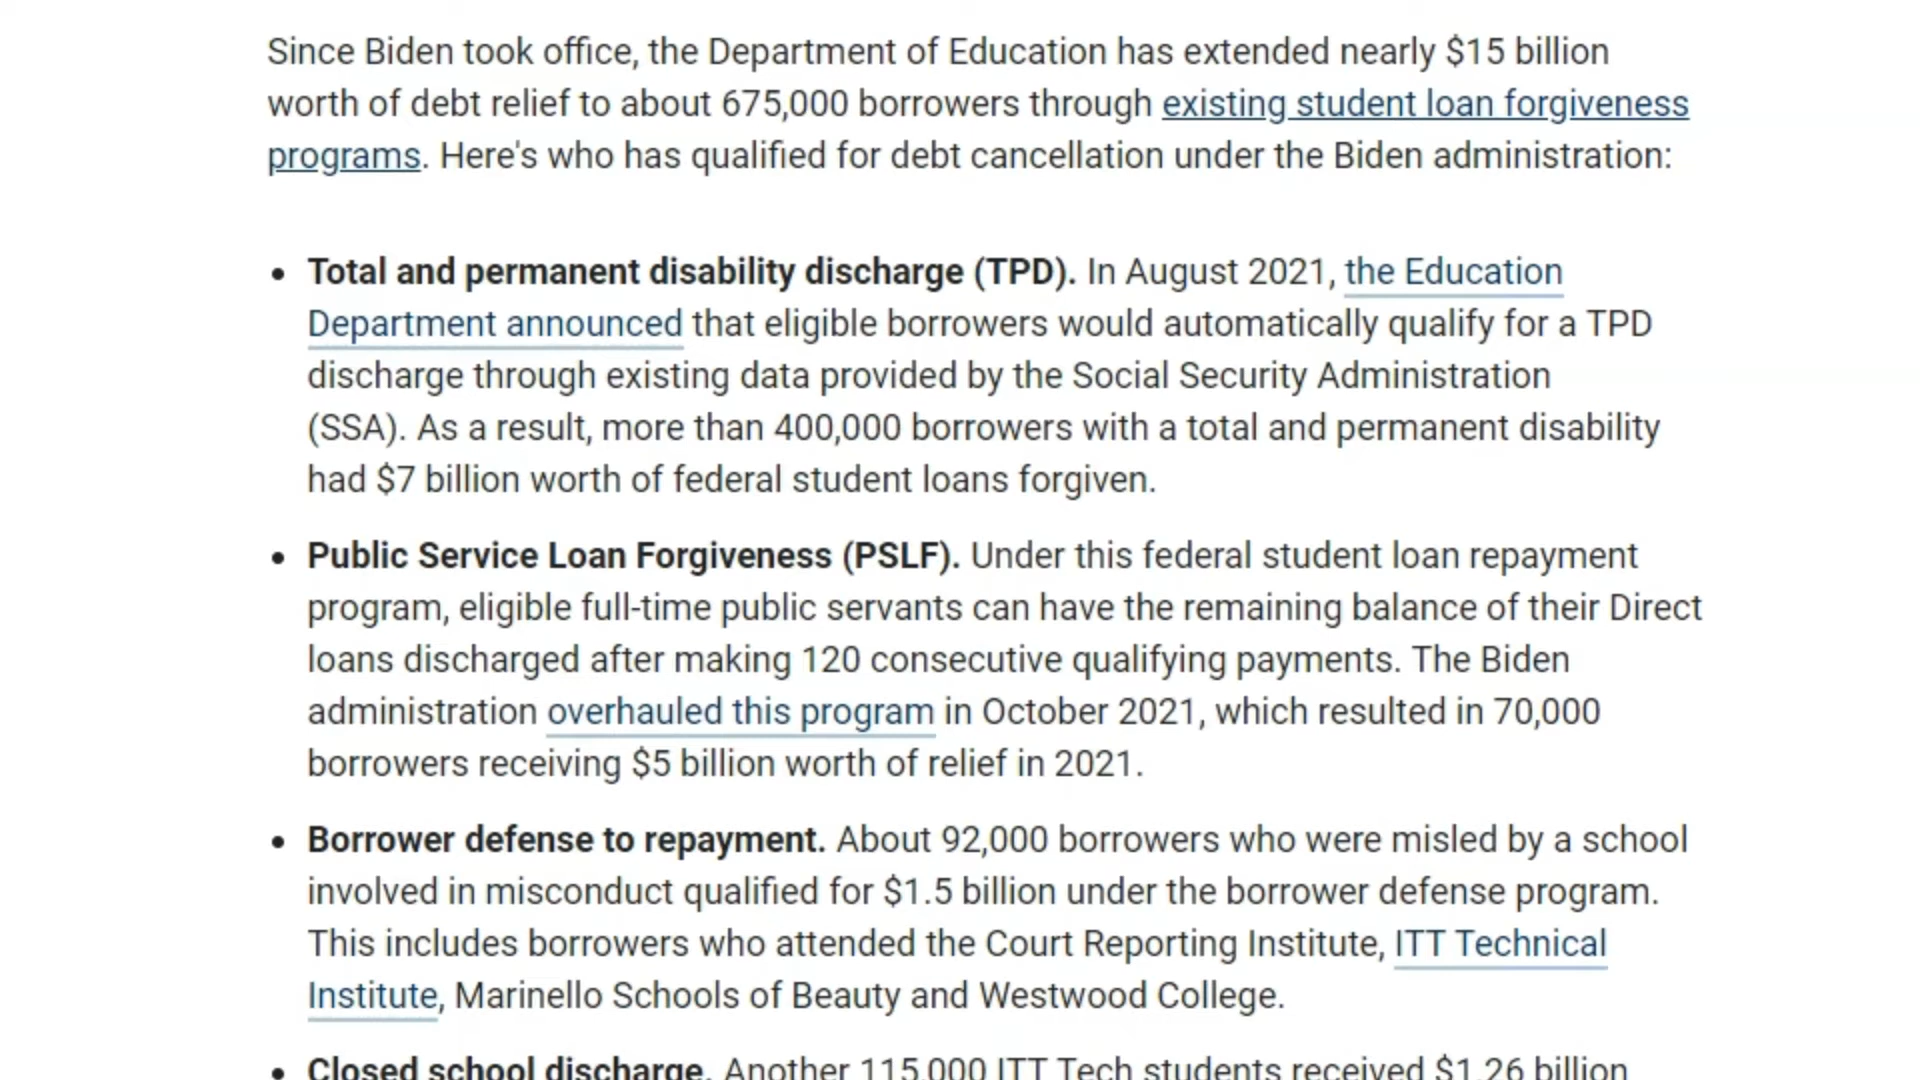 Since Biden took office, the Department of Education has extended nearly $15 billion
worth of debt relief to about 675,000 borrowers through existing student loan forgiveness
programs. Here's who has qualified for debt cancellation under the Biden administration:
• Total and permanent disability discharge (TPD). In August 2021, the Education
Department announced that eligible borrowers would automatically qualify for a TPD
discharge through existing data provided by the Social Security Administration
(SSA). As a result, more than 400,000 borrowers with a total and permanent disability
had $7 billion worth of federal student loans forgiven.
• Public Service Loan Forgiveness (PSLF). Under this federal student loan repayment
program, eligible full-time public servants can have the remaining balance of their Direct
loans discharged after making 120 consecutive qualifying payments. The Biden
administration overhauled this program in October 2021, which resulted in 70,000
borrowers receiving $5 billion worth of relief in 2021.
• Borrower defense to repayment. About 92,000 borrowers who were misled by a school
involved in misconduct qualified for $1.5 billion under the borrower defense program.
This includes borrowers who attended the Court Reporting Institute, ITT Technical
Institute, Marinello Schools of Beauty and Westwood College.
• Closed school discharge. Another 115,000 ITT Tech students received $1.26 billion